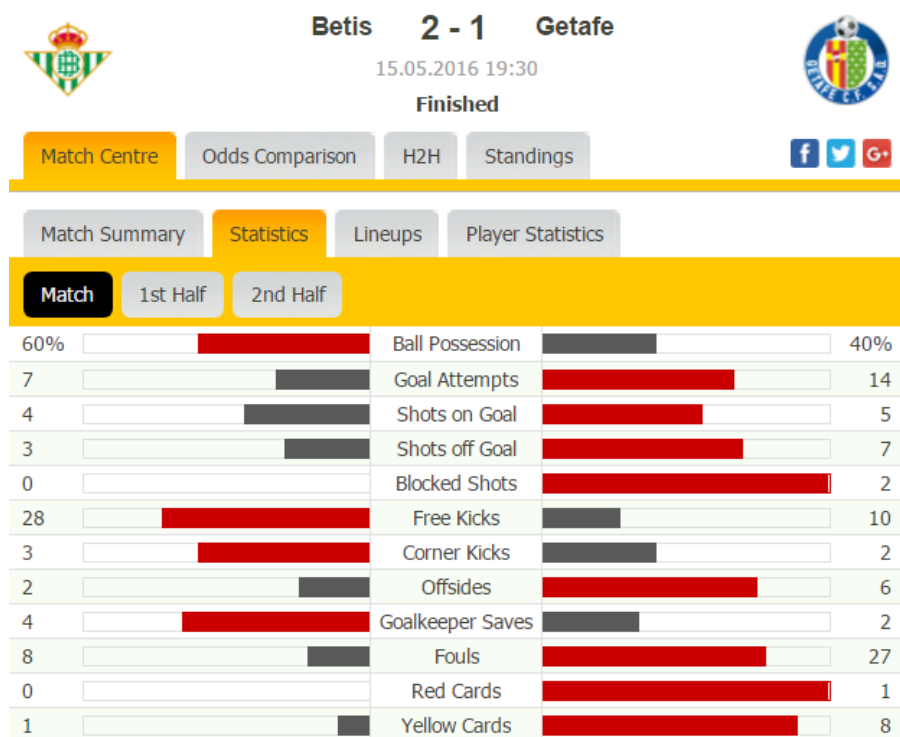 Betis 2 - 1 Getafe
15.05.2016 19:30
Finished
Match Centre Odds Comparison H2H Standings f G+
Match Summary Statistics Lineups Player Statistics
Match 1st Half 2nd Half
60% Ball Possession 40%
7 Goal Attempts 14
4 Shots on Goal 5
3 Shots off Goal 7
0 Blocked Shots 2
28 Free Kicks 10
3 Corner Kicks 2
2 Offsides 6
4 Goalkeeper Saves 2
8 Fouls 27
0 Red Cards 1
1 Yellow Cards 8
GETAFE C.F. S.A.D.